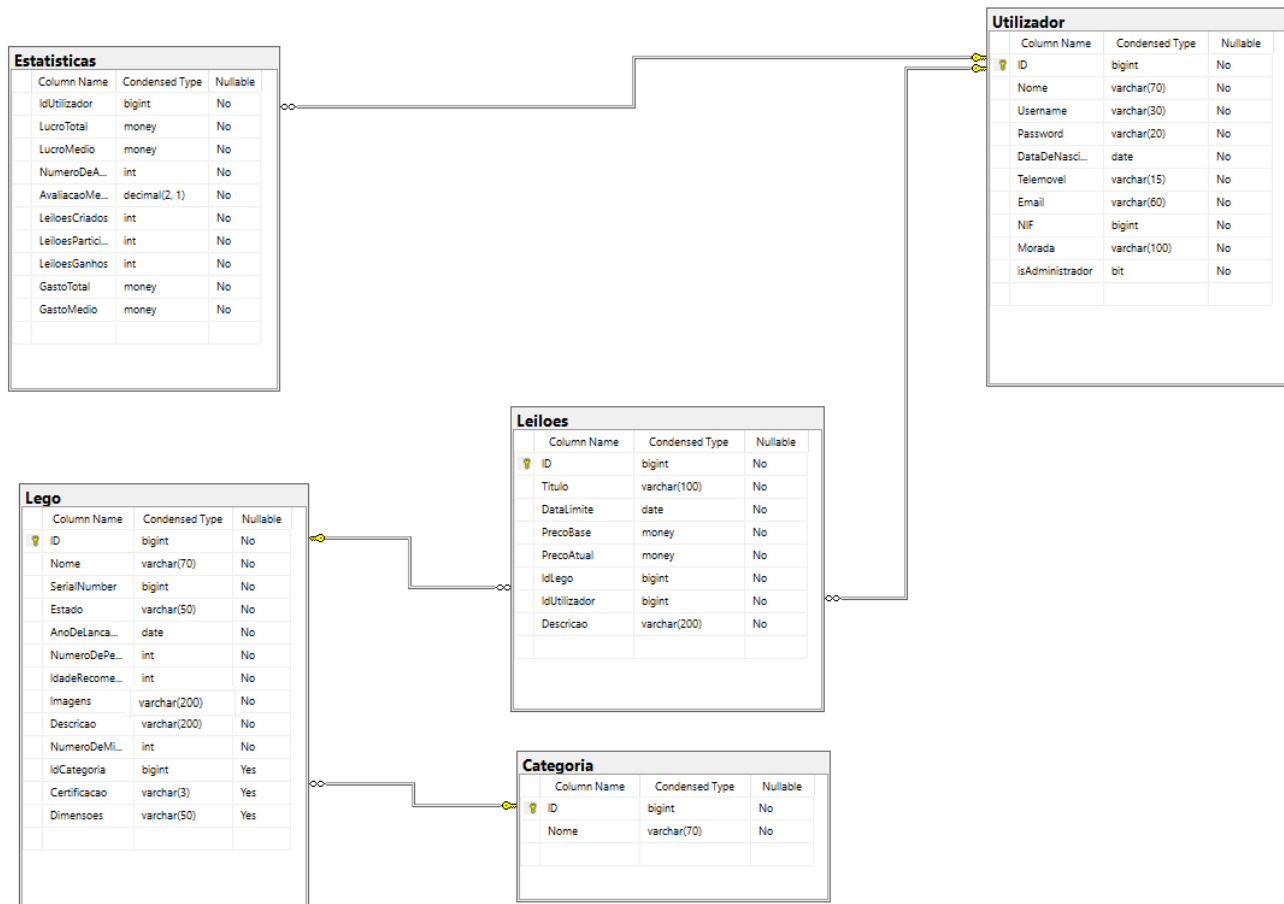 Estatisticas
Column Name Condensed Type Nullable
IdUtilizador bigint No
LucroTotal money No
LucroMedio money No
NumeroDeA... int No
AvaliacaoMe... decimal(2, 1) No
LeiloesCriados int No
LeiloesPartici... int No
LeiloesGanhos int No
GastoTotal money No
GastoMedio money No
Utilizador
Column Name Condensed Type Nullable
ID bigint No
Nome varchar(70) No
Username varchar(30) No
Password varchar(20) No
DataDeNasci... date No
Telemovel varchar(15) No
Email varchar(60) No
NIF bigint No
Morada varchar(100) No
isAdministrador bit No
Leiloes
Column Name Condensed Type Nullable
ID bigint No
Titulo varchar(100) No
DataLimite date No
PrecoBase money No
PrecoAtual money No
IdLego bigint No
IdUtilizador bigint No
Descricao varchar(200) No
Lego
Column Name Condensed Type Nullable
ID bigint No
Nome varchar(70) No
SerialNumber bigint No
Estado varchar(50) No
AnoDeLanca... date No
NumeroDePe... int No
IdadeRecome... int No
Imagens varchar(200) No
Descricao varchar(200) No
NumeroDeMi... int No
IdCategoria bigint Yes
Certificacao varchar(3) Yes
Dimensoes varchar(50) Yes
Categoria
Column Name Condensed Type Nullable
ID bigint No
Nome varchar(70) No